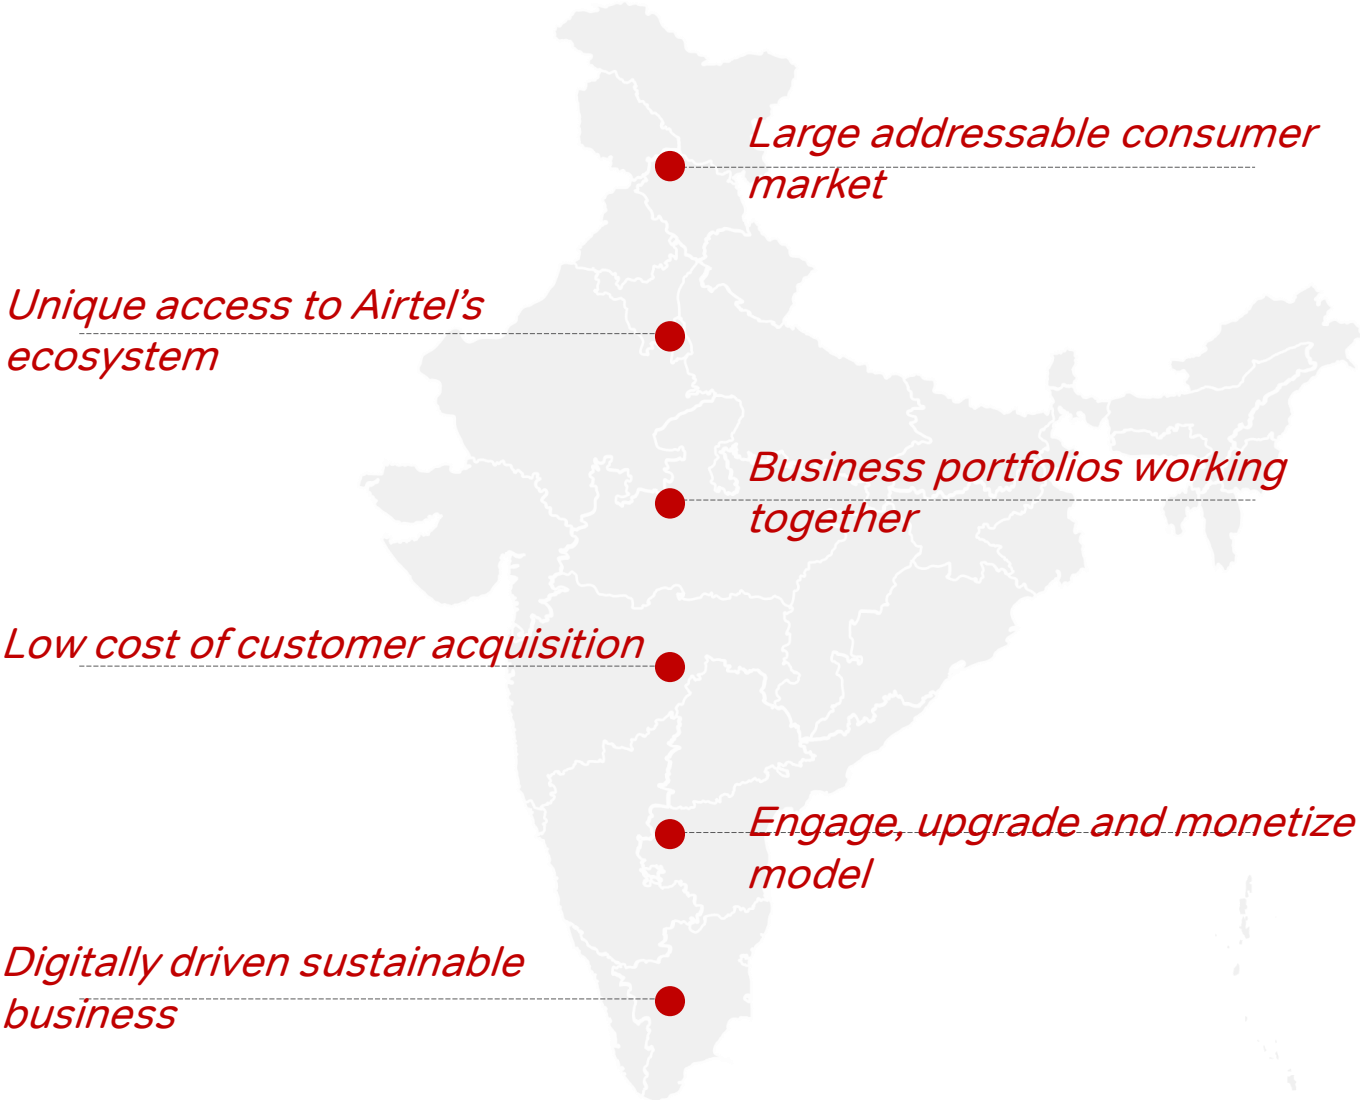 Large addressable consumer
market
Unique access to Airtel’s
ecosystem
Business portfolios working
together
Low cost of customer acquisition
Engage, upgrade and monetize
model
Digitally driven sustainable
business